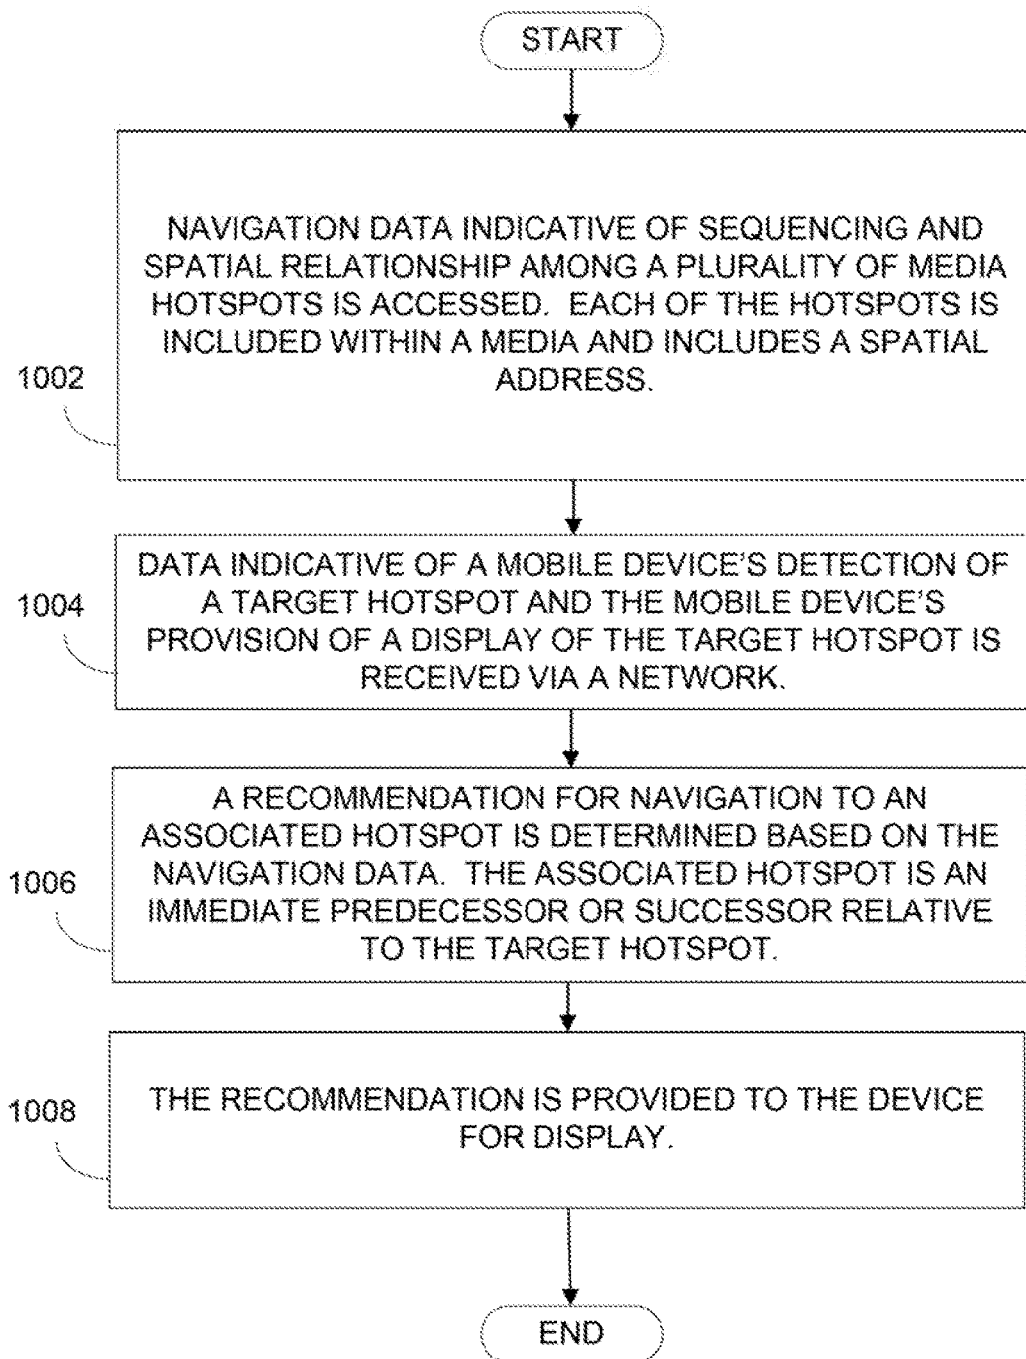 START
NAVIGATION DATA INDICATIVE OF SEQUENCING AND
SPATIAL RELATIONSHIP AMONG A PLURALITY OF MEDIA
HOTSPOTS IS ACCESSED. EACH OF THE HOTSPOTS IS
INCLUDED WITHIN A MEDIA AND INCLUDES A SPATIAL
ADDRESS.
1002
DATA INDICATIVE OF A MOBILE DEVICE'S DETECTION OF
A TARGET HOTSPOT AND THE MOBILE DEVICE'S
PROVISION OF A DISPLAY OF THE TARGET HOTSPOT IS
RECEIVED VIA A NETWORK.
1004
A RECOMMENDATION FOR NAVIGATION TO AN
ASSOCIATED HOTSPOT IS DETERMINED BASED ON THE
NAVIGATION DATA. THE ASSOCIATED HOTSPOT IS AN
IMMEDIATE PREDECESSOR OR SUCCESSOR RELATIVE
TO THE TARGET HOTSPOT.
1006
THE RECOMMENDATION IS PROVIDED TO THE DEVICE
FOR DISPLAY.
1008
END